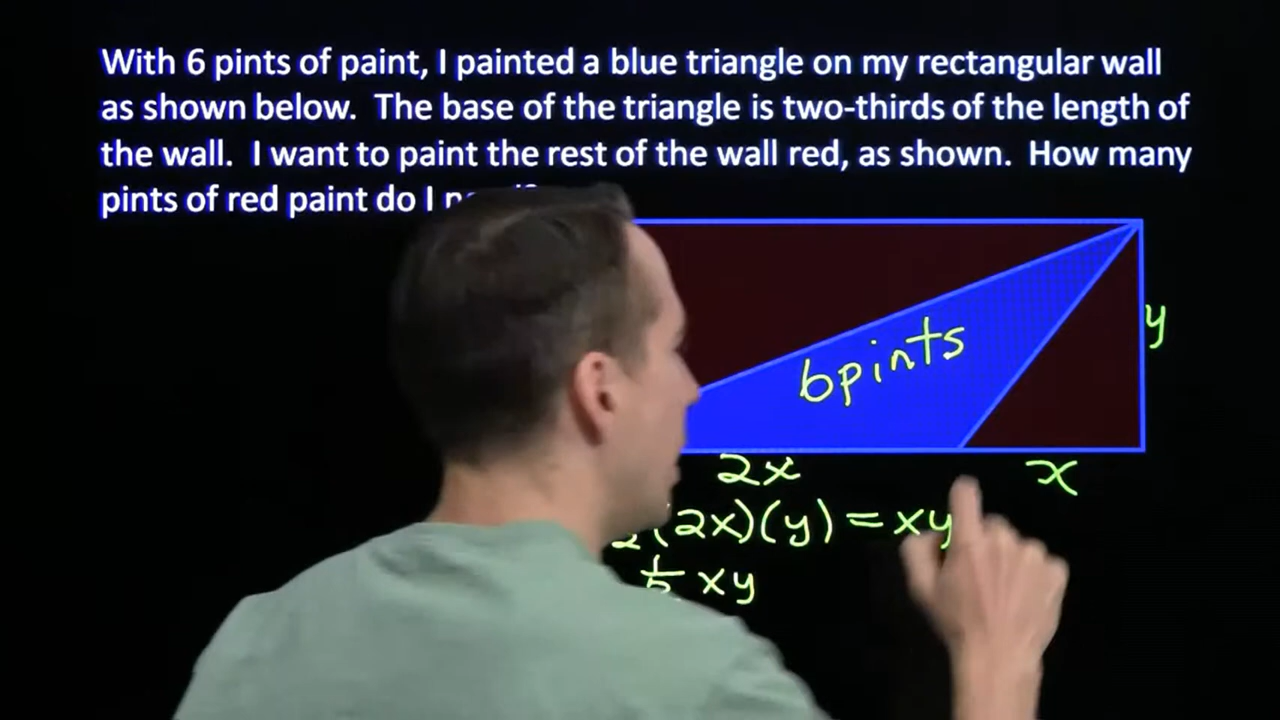 With 6 pints of paint, I painted a blue triangle on my rectangular wall
as shown below. The base of the triangle is two-thirds of the length of
the wall. I want to paint the rest of the wall red, as shown. How many
pints of red paint do I
y
6pints
2x x
(2x)(y) = xy
xy